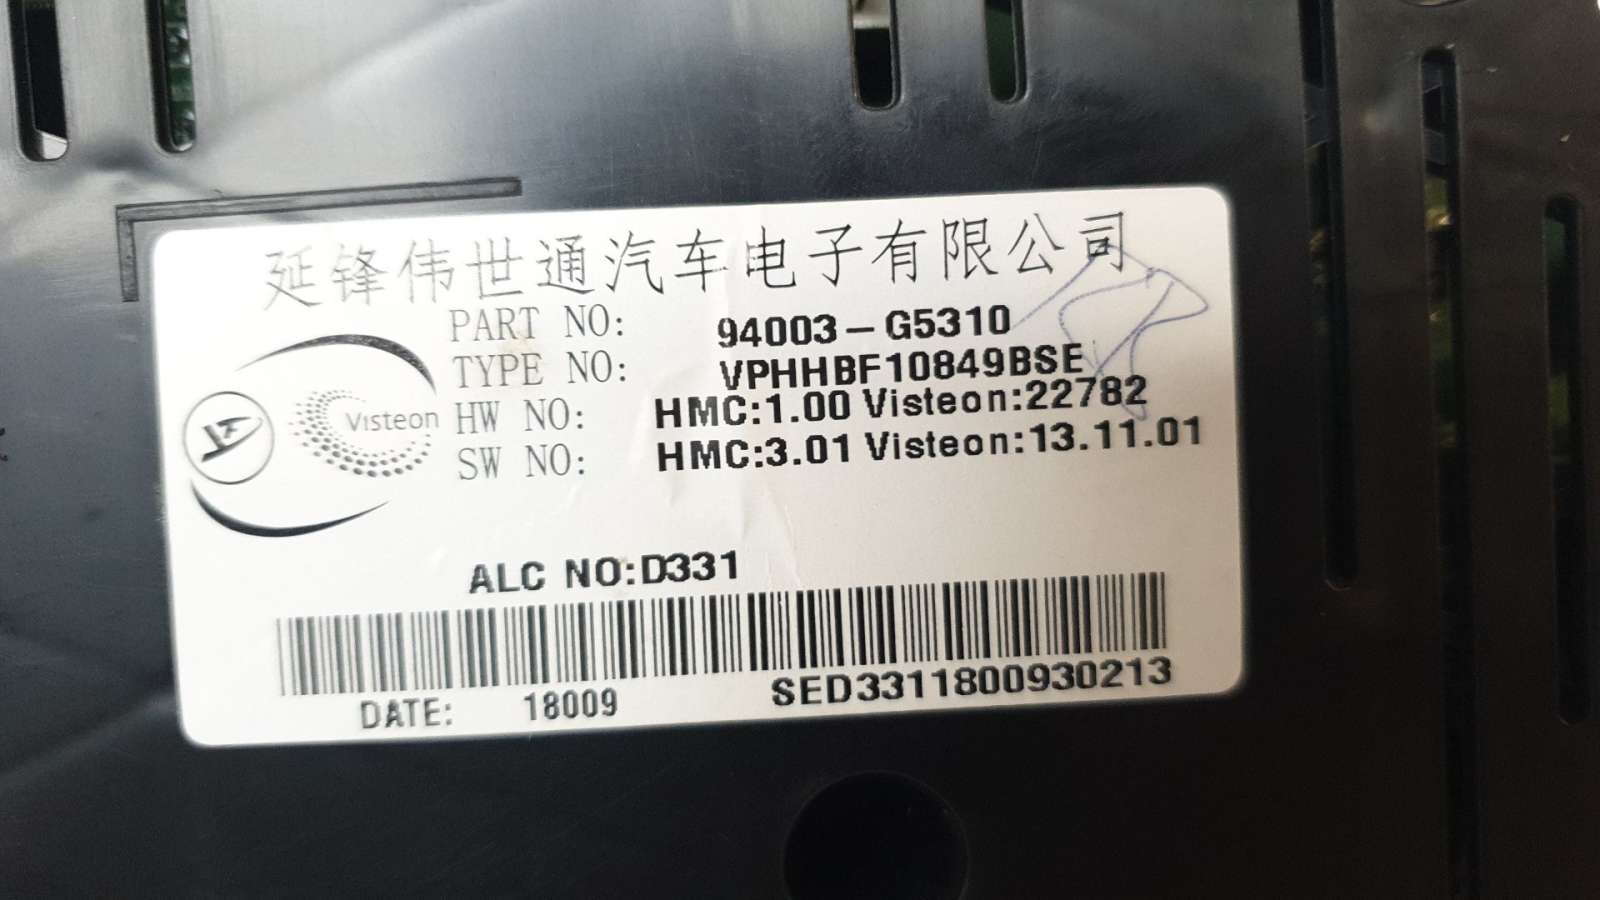 延锋伟世通汽车电子有限公司
PART NO: 94003-G5310
TYPE NO: VPHHBF10849BSE
HW NO: HMC:1.00 Visteon:22782
SW NO: HMC:3.01 Visteon:13.11.01
YF Visteon
ALC NO:D331
DATE: 18009 SED3311800930213